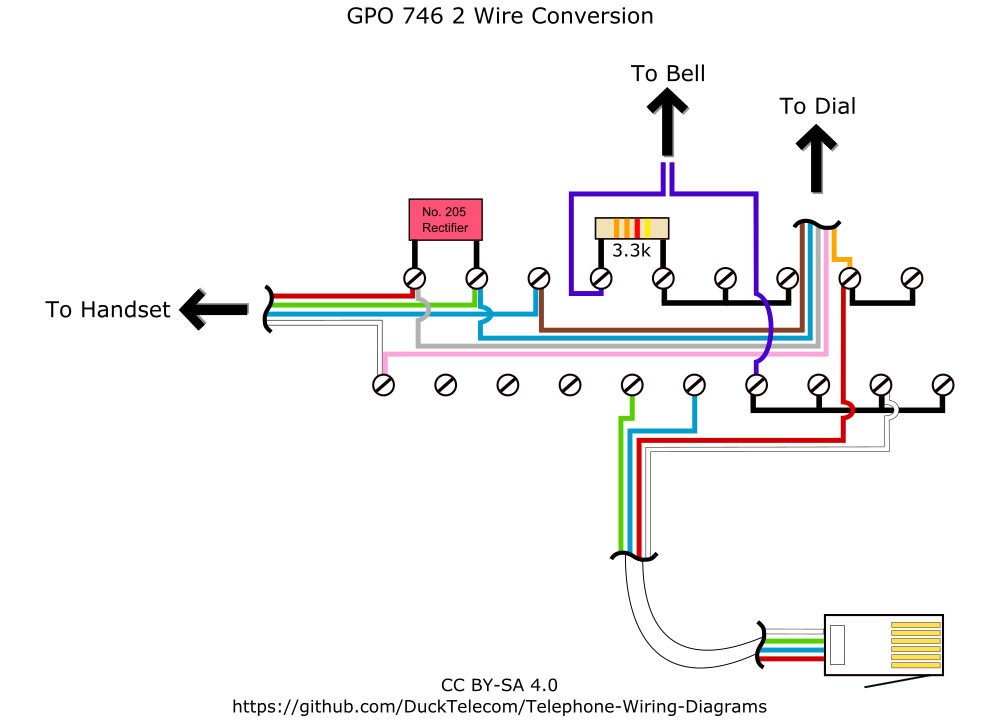 GPO 746 2 Wire Conversion
To Bell
To Dial
No. 205
Rectifier
3.3k
To Handset
CC BY-SA 4.0
https://github.com/DuckTelecom/Telephone-Wiring-Diagrams